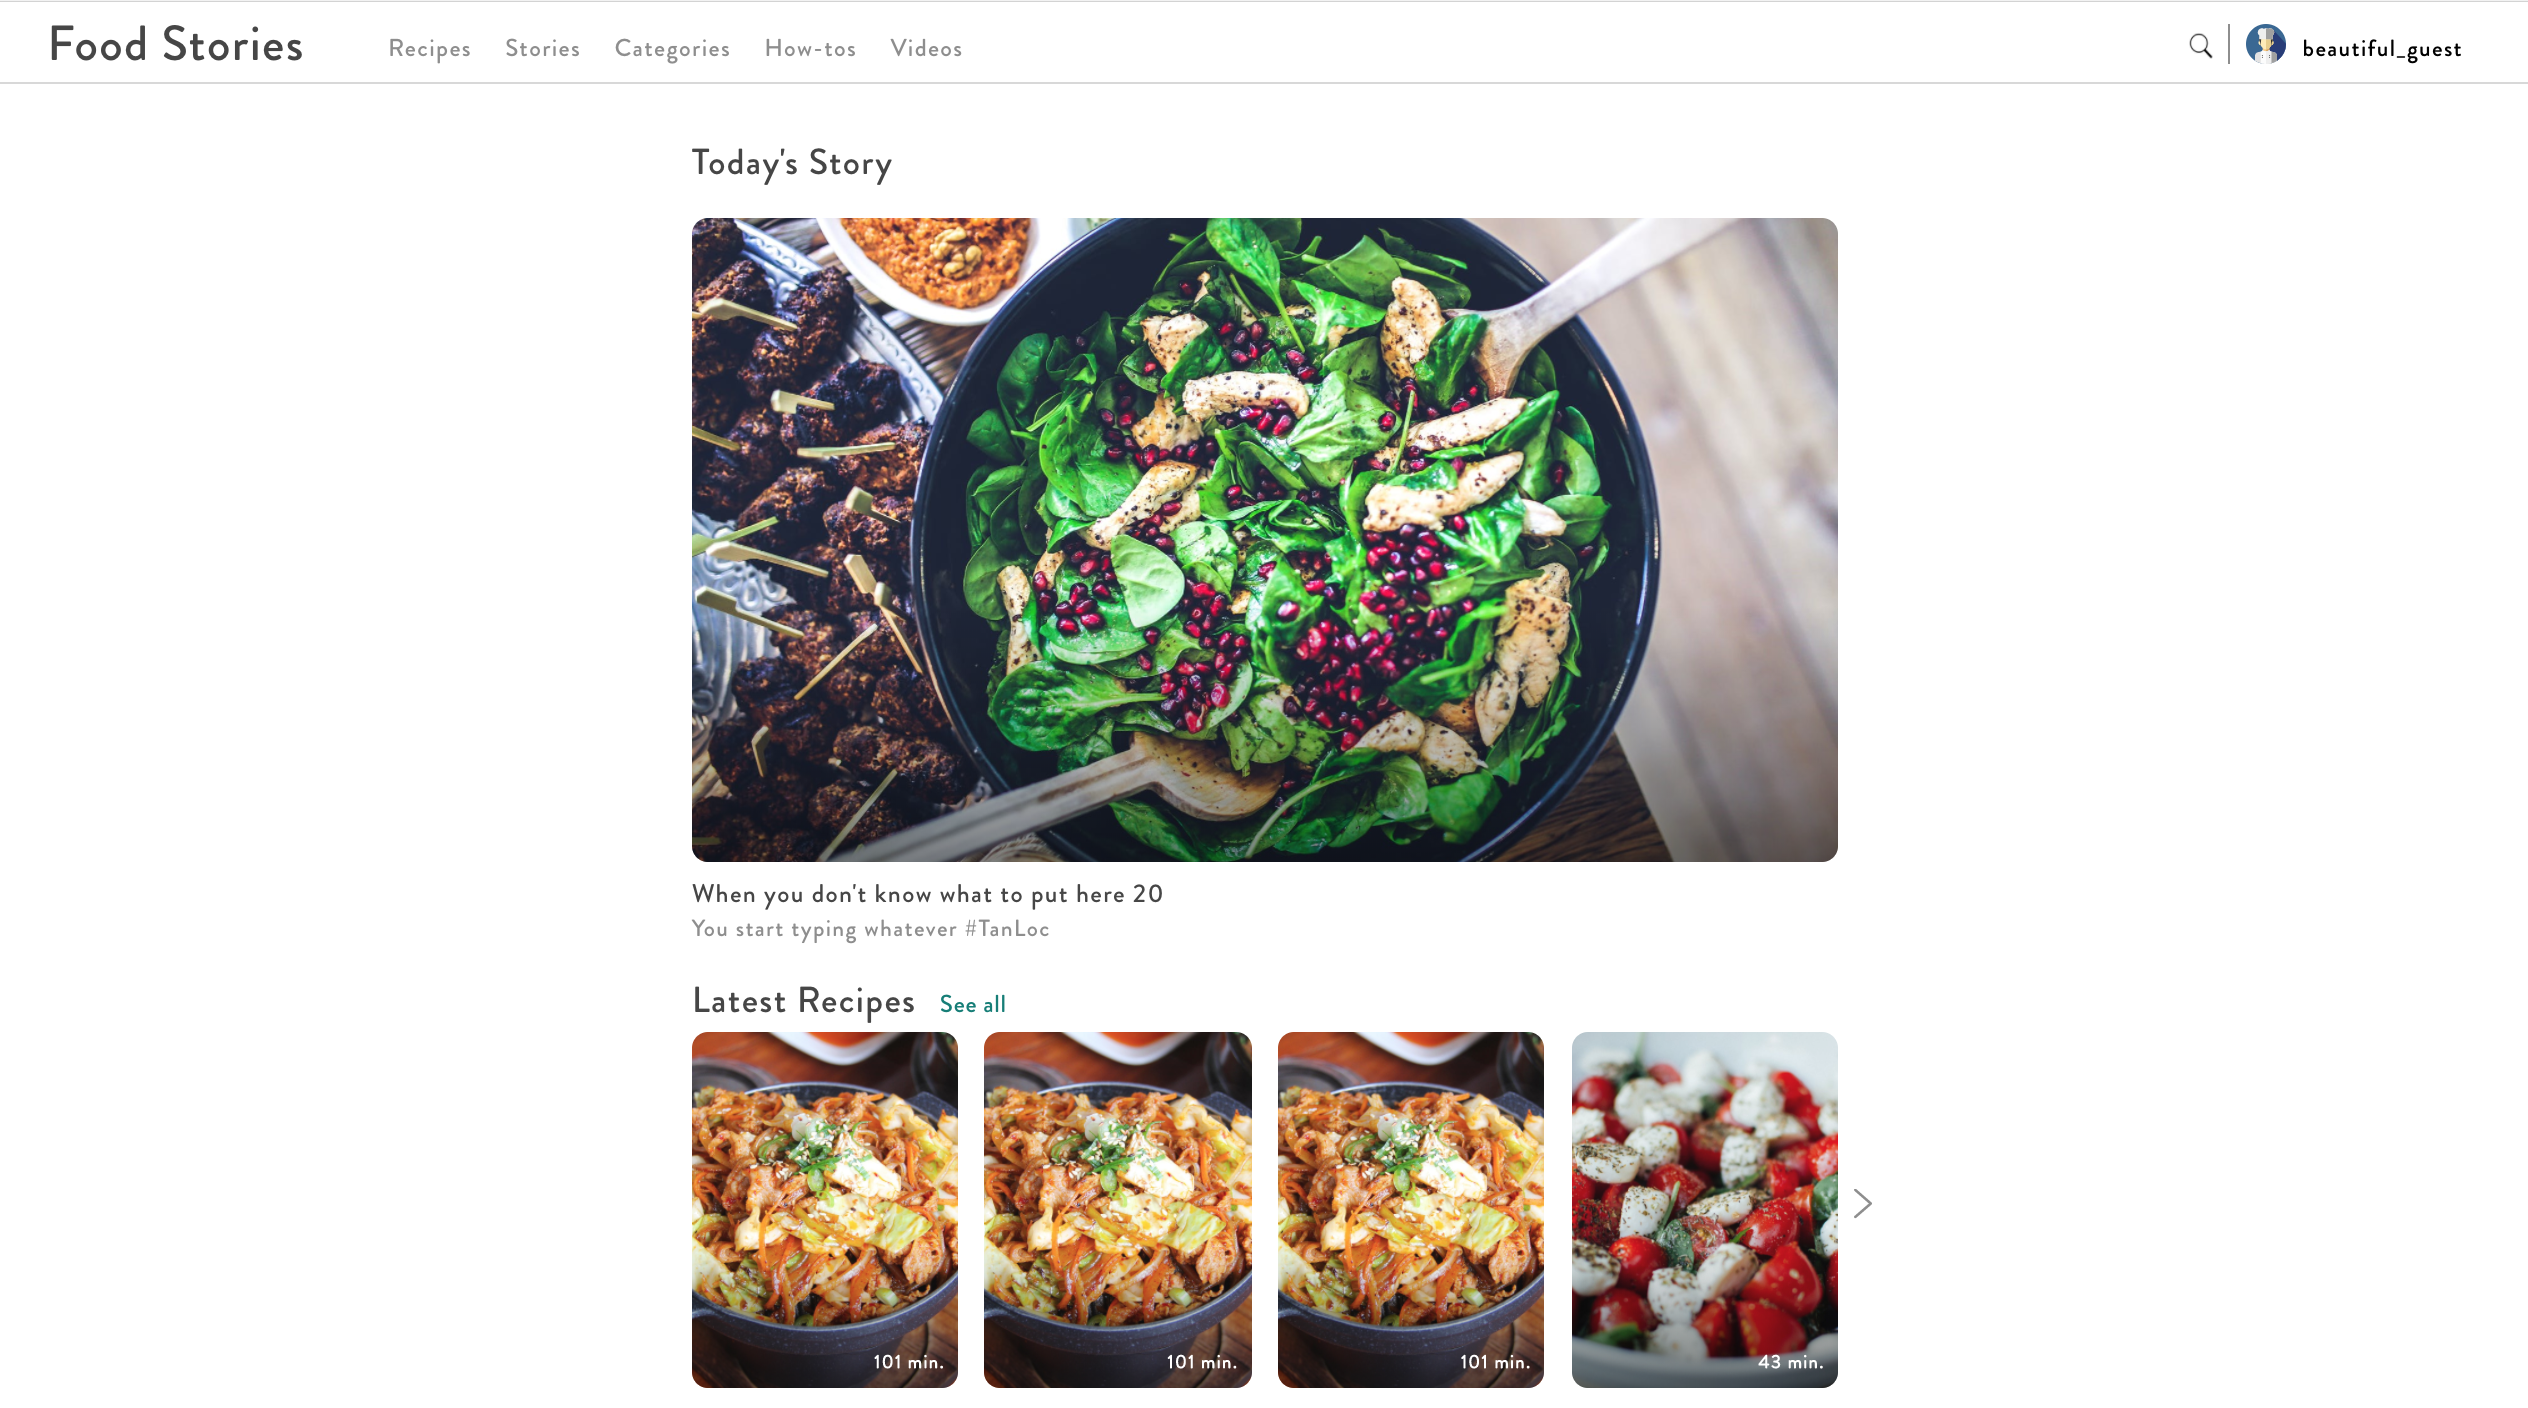 Food Stories
Recipes Stories Categories How-tos Videos
beautiful_guest
Today's Story
When you don't know what to put here 20
You start typing whatever #TanLoc
Latest Recipes See all
101 min. 101 min. 101 min. 43 min.